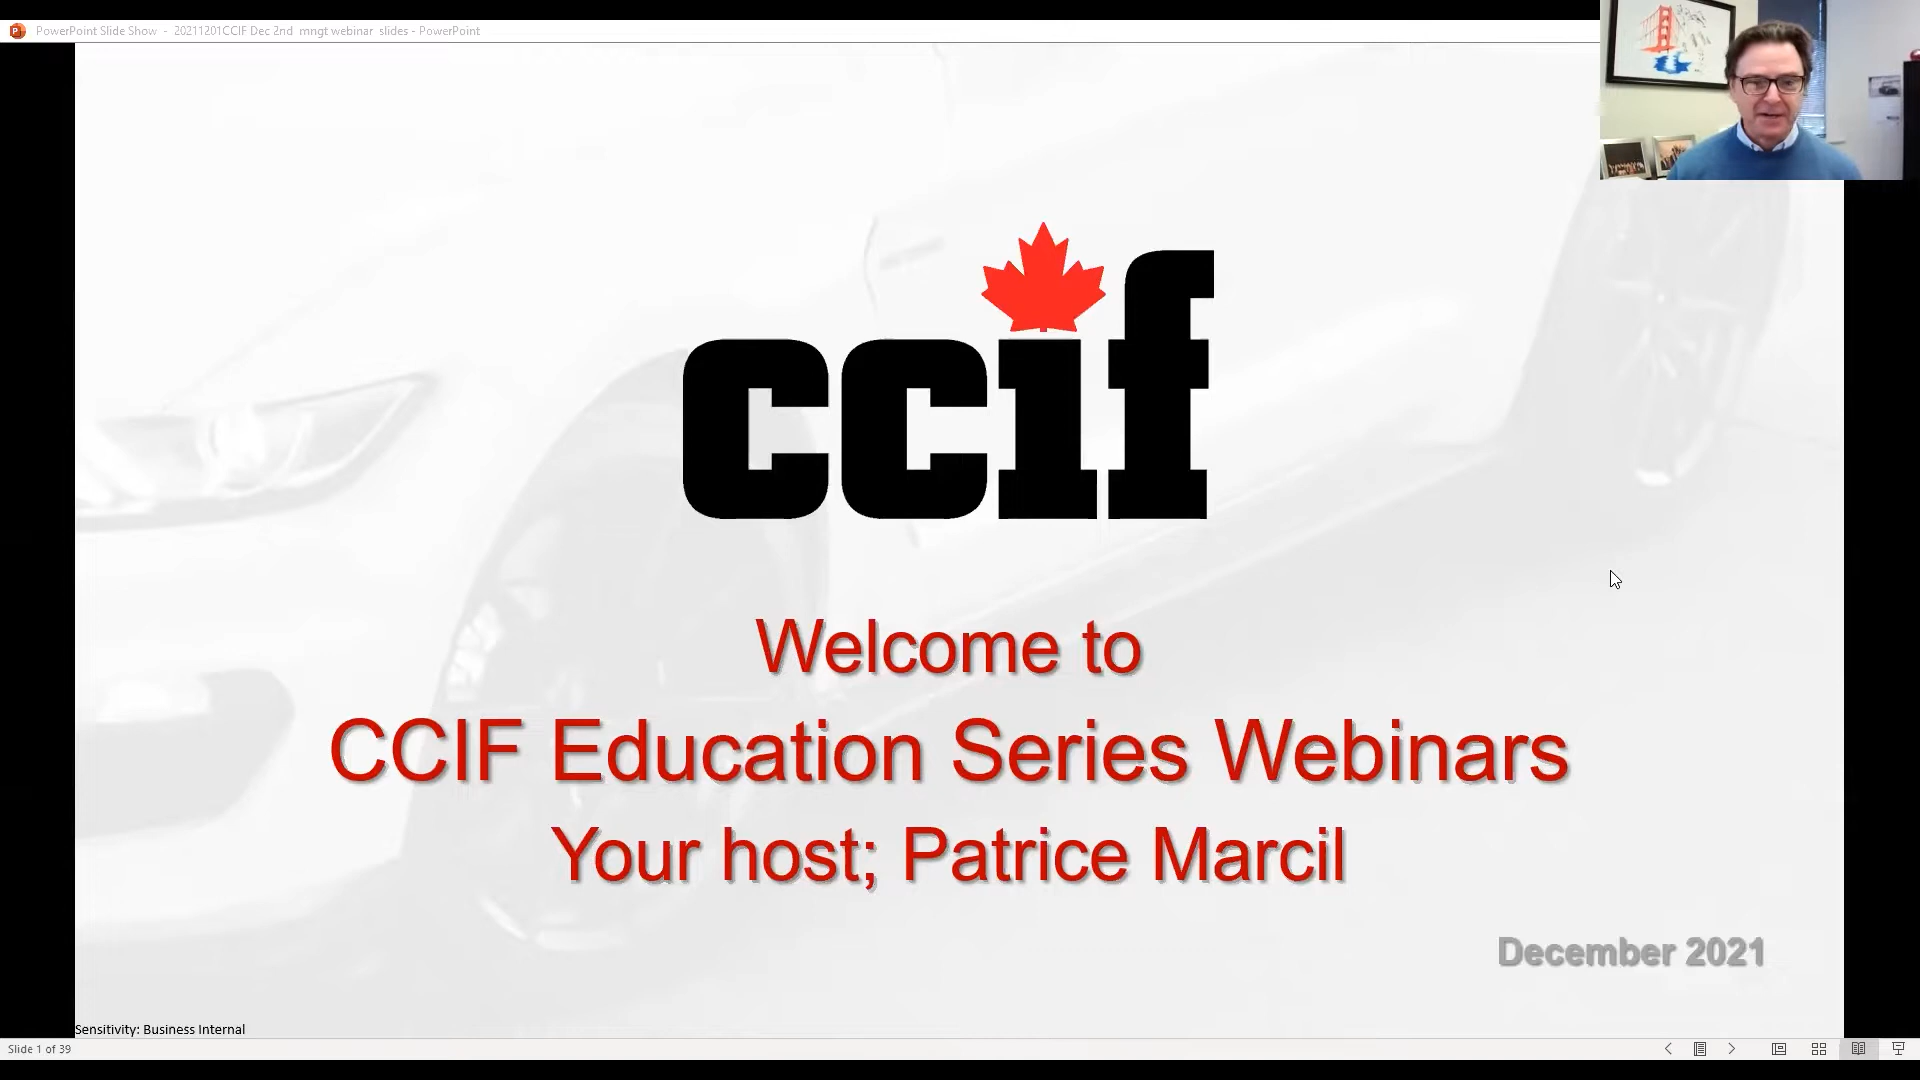 PowerPoint Slide Show - 20211201CCIF Dec 2nd mngt webinar slides - PowerPoint
ccif
Welcome to
CCIF Education Series Webinars
Your host; Patrice Marcil
December 2021
Sensitivity: Business Internal
Slide 1 of 39